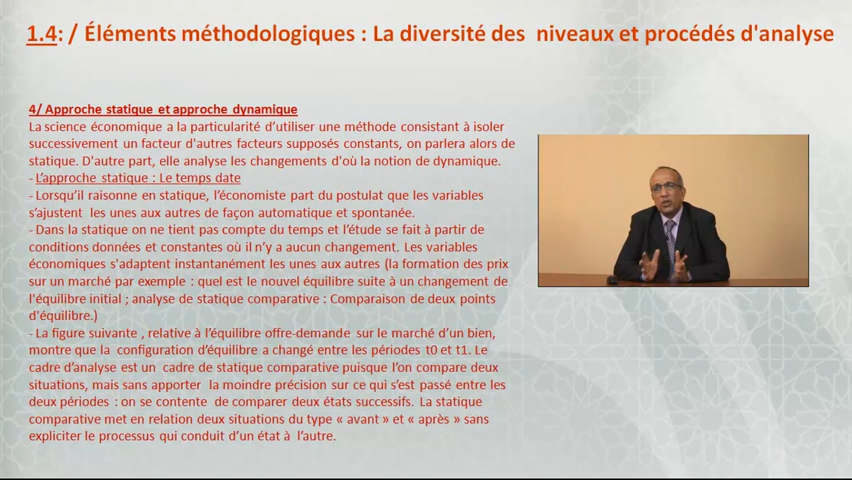 1.4: / Éléments méthodologiques : La diversité des niveaux et procédés d'analyse
4/ Approche statique et approche dynamique
La science économique a la particularité d'utiliser une méthode consistant à isoler
successivement un facteur d'autres facteurs supposés constants, on parlera alors de
statique. D'autre part, elle analyse les changements d'où la notion de dynamique.
- L'approche statique : Le temps date
- Lorsqu'il raisonne en statique, l'économiste part du postulat que les variables
s'ajustent les unes aux autres de façon automatique et spontanée.
- Dans la statique on ne tient pas compte du temps et l'étude se fait à partir de
conditions données et constantes où il n'y a aucun changement. Les variables
économiques s'adaptent instantanément les unes aux autres (la formation des prix
sur un marché par exemple : quel est le nouvel équilibre suite à un changement de
l'équilibre initial ; analyse de statique comparative : Comparaison de deux points
d'équilibre.)
- La figure suivante , relative à l'équilibre offre-demande sur le marché d'un bien,
montre que la configuration d'équilibre a changé entre les périodes t0 et t1. Le
cadre d'analyse est un cadre de statique comparative puisque l'on compare deux
situations, mais sans apporter la moindre précision sur ce qui s'est passé entre les
deux périodes : on se contente de comparer deux états successifs. La statique
comparative met en relation deux situations du type « avant » et « après » sans
expliciter le processus qui conduit d'un état à l'autre.